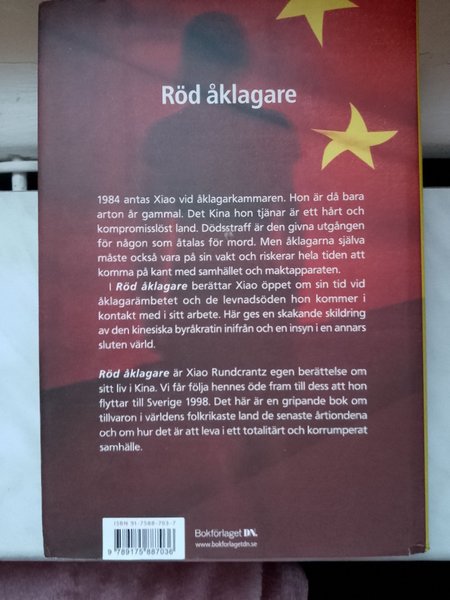 Röd åklagare
1984 antas Xiao vid åklagarkammaren. Hon är då bara
arton år gammal. Det Kina hon tjänar är ett hårt och
kompromisslöst land. Dödsstraff är den givna utgången
för någon som åtalas för mord. Men åklagarna själva
måste också vara på sin vakt och riskerar hela tiden att
komma på kant med samhället och maktapparaten.
I Röd åklagare berättar Xiao öppet om sin tid vid
åklagarämbetet och de levnadsöden hon kommer i
kontakt med i sitt arbete. Här ges en skakande skildring
av den kinesiska byråkratin inifrån och en insyn i en annars
sluten värld.
Röd åklagare är Xiao Rundcrantz egen berättelse om
sitt liv i Kina. Vi får följa hennes öde fram till dess att hon
flyttar till Sverige 1998. Det här är en gripande bok om
tillvaron i världens folkrikaste land de senaste årtiondena
och om hur det är att leva i ett totalitärt och korrumperat
samhälle.
ISBN 91-7588-703-7
9789175887036
Bokförlaget DN.
www.bokforlagetdn.se